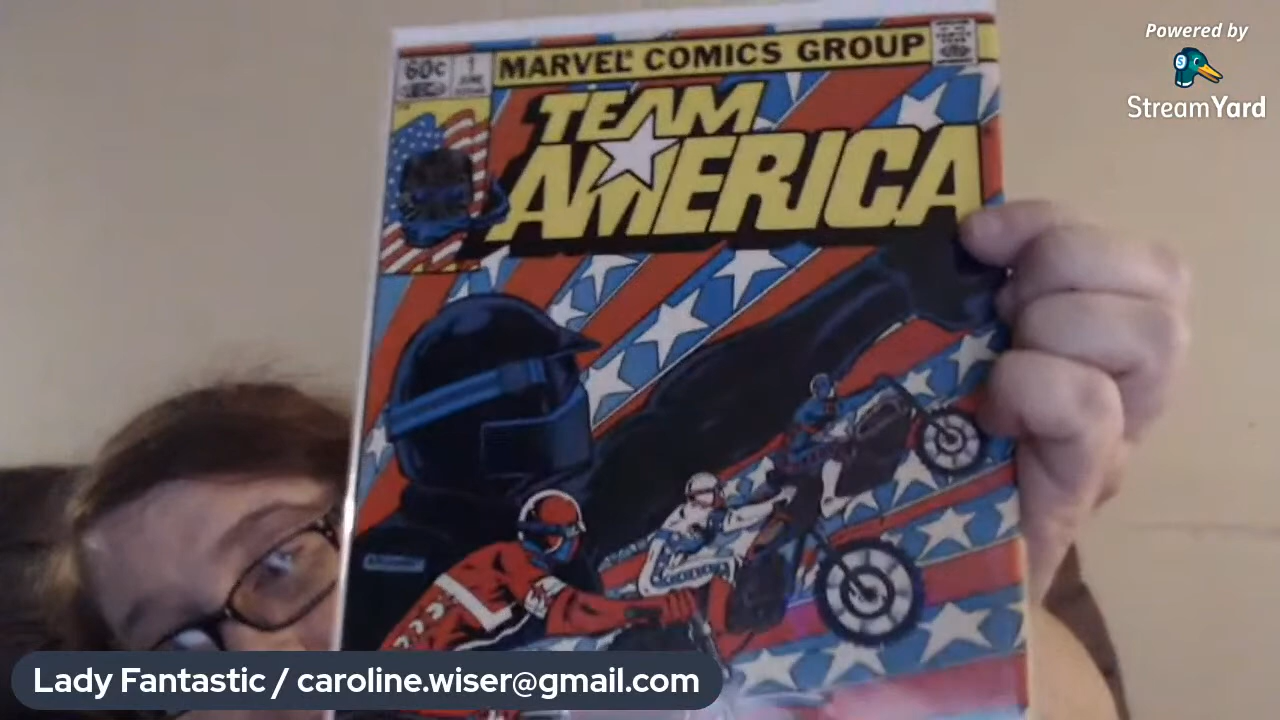 Powered by
StreamYard
MARVEL COMICS GROUP
60¢
1
JUNE
TEAM
AMERICA
Lady Fantastic / caroline.wiser@gmail.com